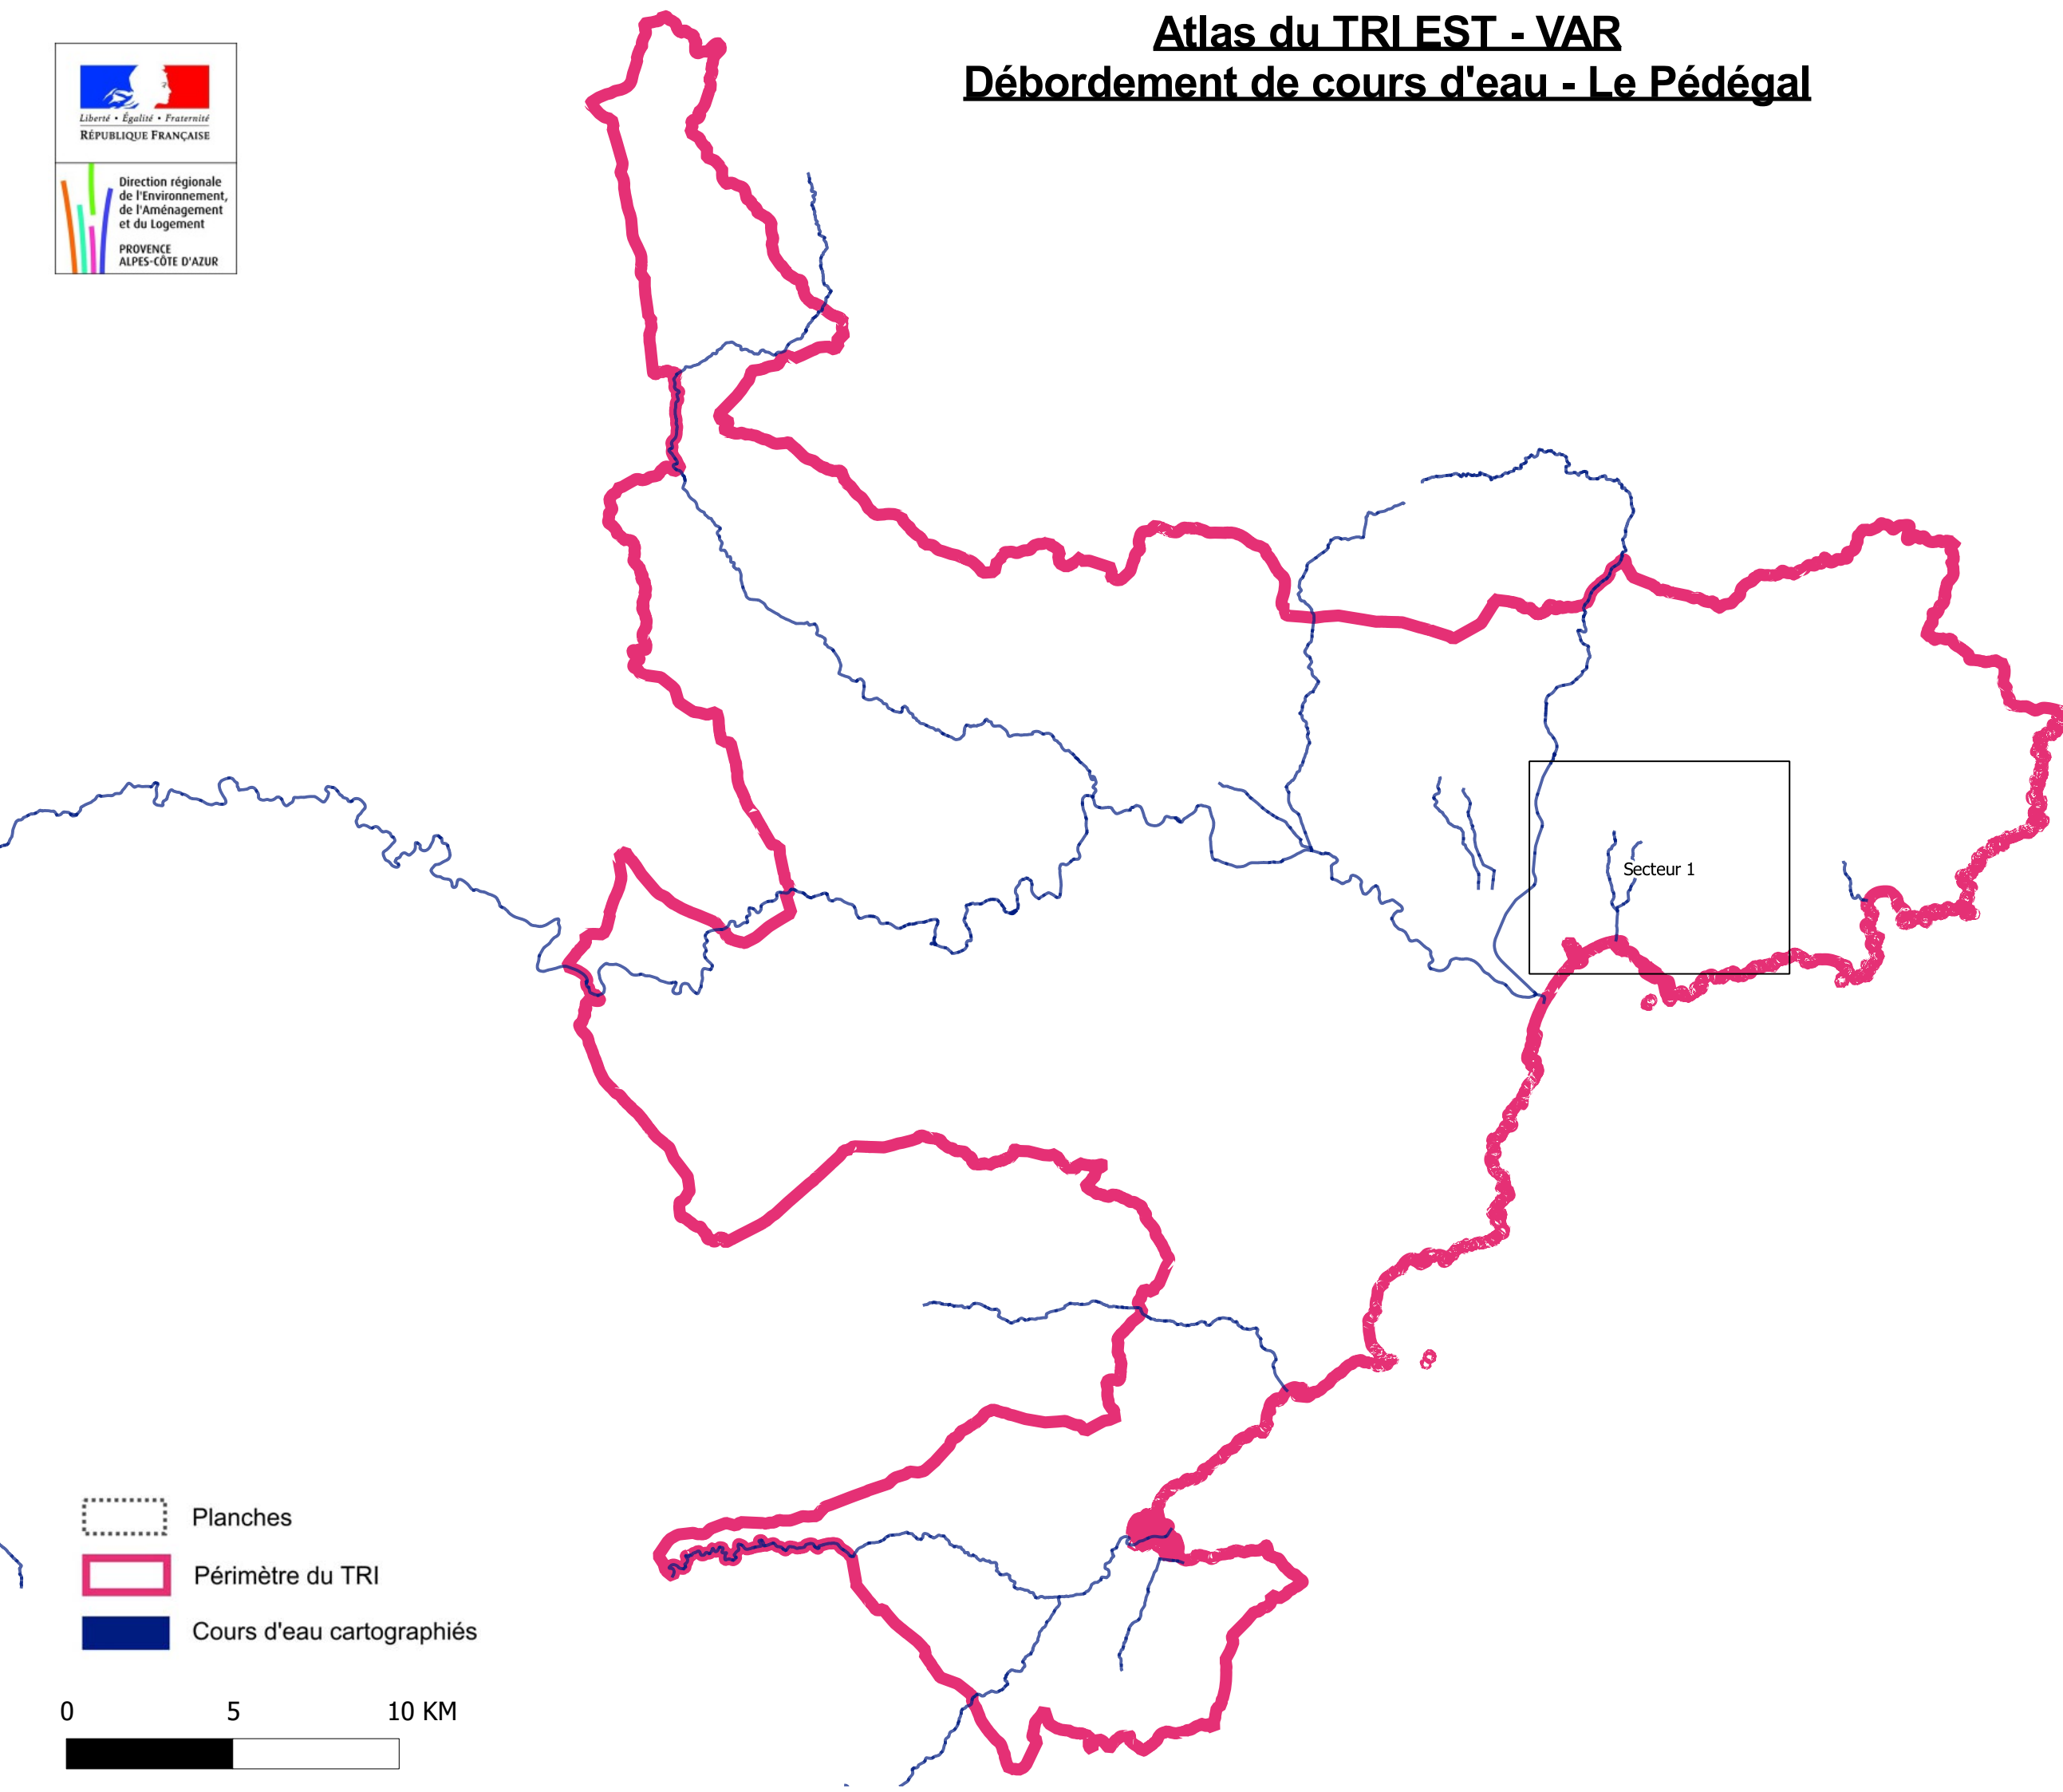 Atlas du TRI EST - VAR
Débordement de cours d'eau - Le Pédégal
Liberté • Égalité • Fraternité
RÉPUBLIQUE FRANÇAISE
Direction régionale
de l'Environnement,
de l'Aménagement
et du Logement
PROVENCE
ALPES-CÔTE D'AZUR
Secteur 1
Planches
Périmètre du TRI
Cours d'eau cartographiés
0 5 10 KM